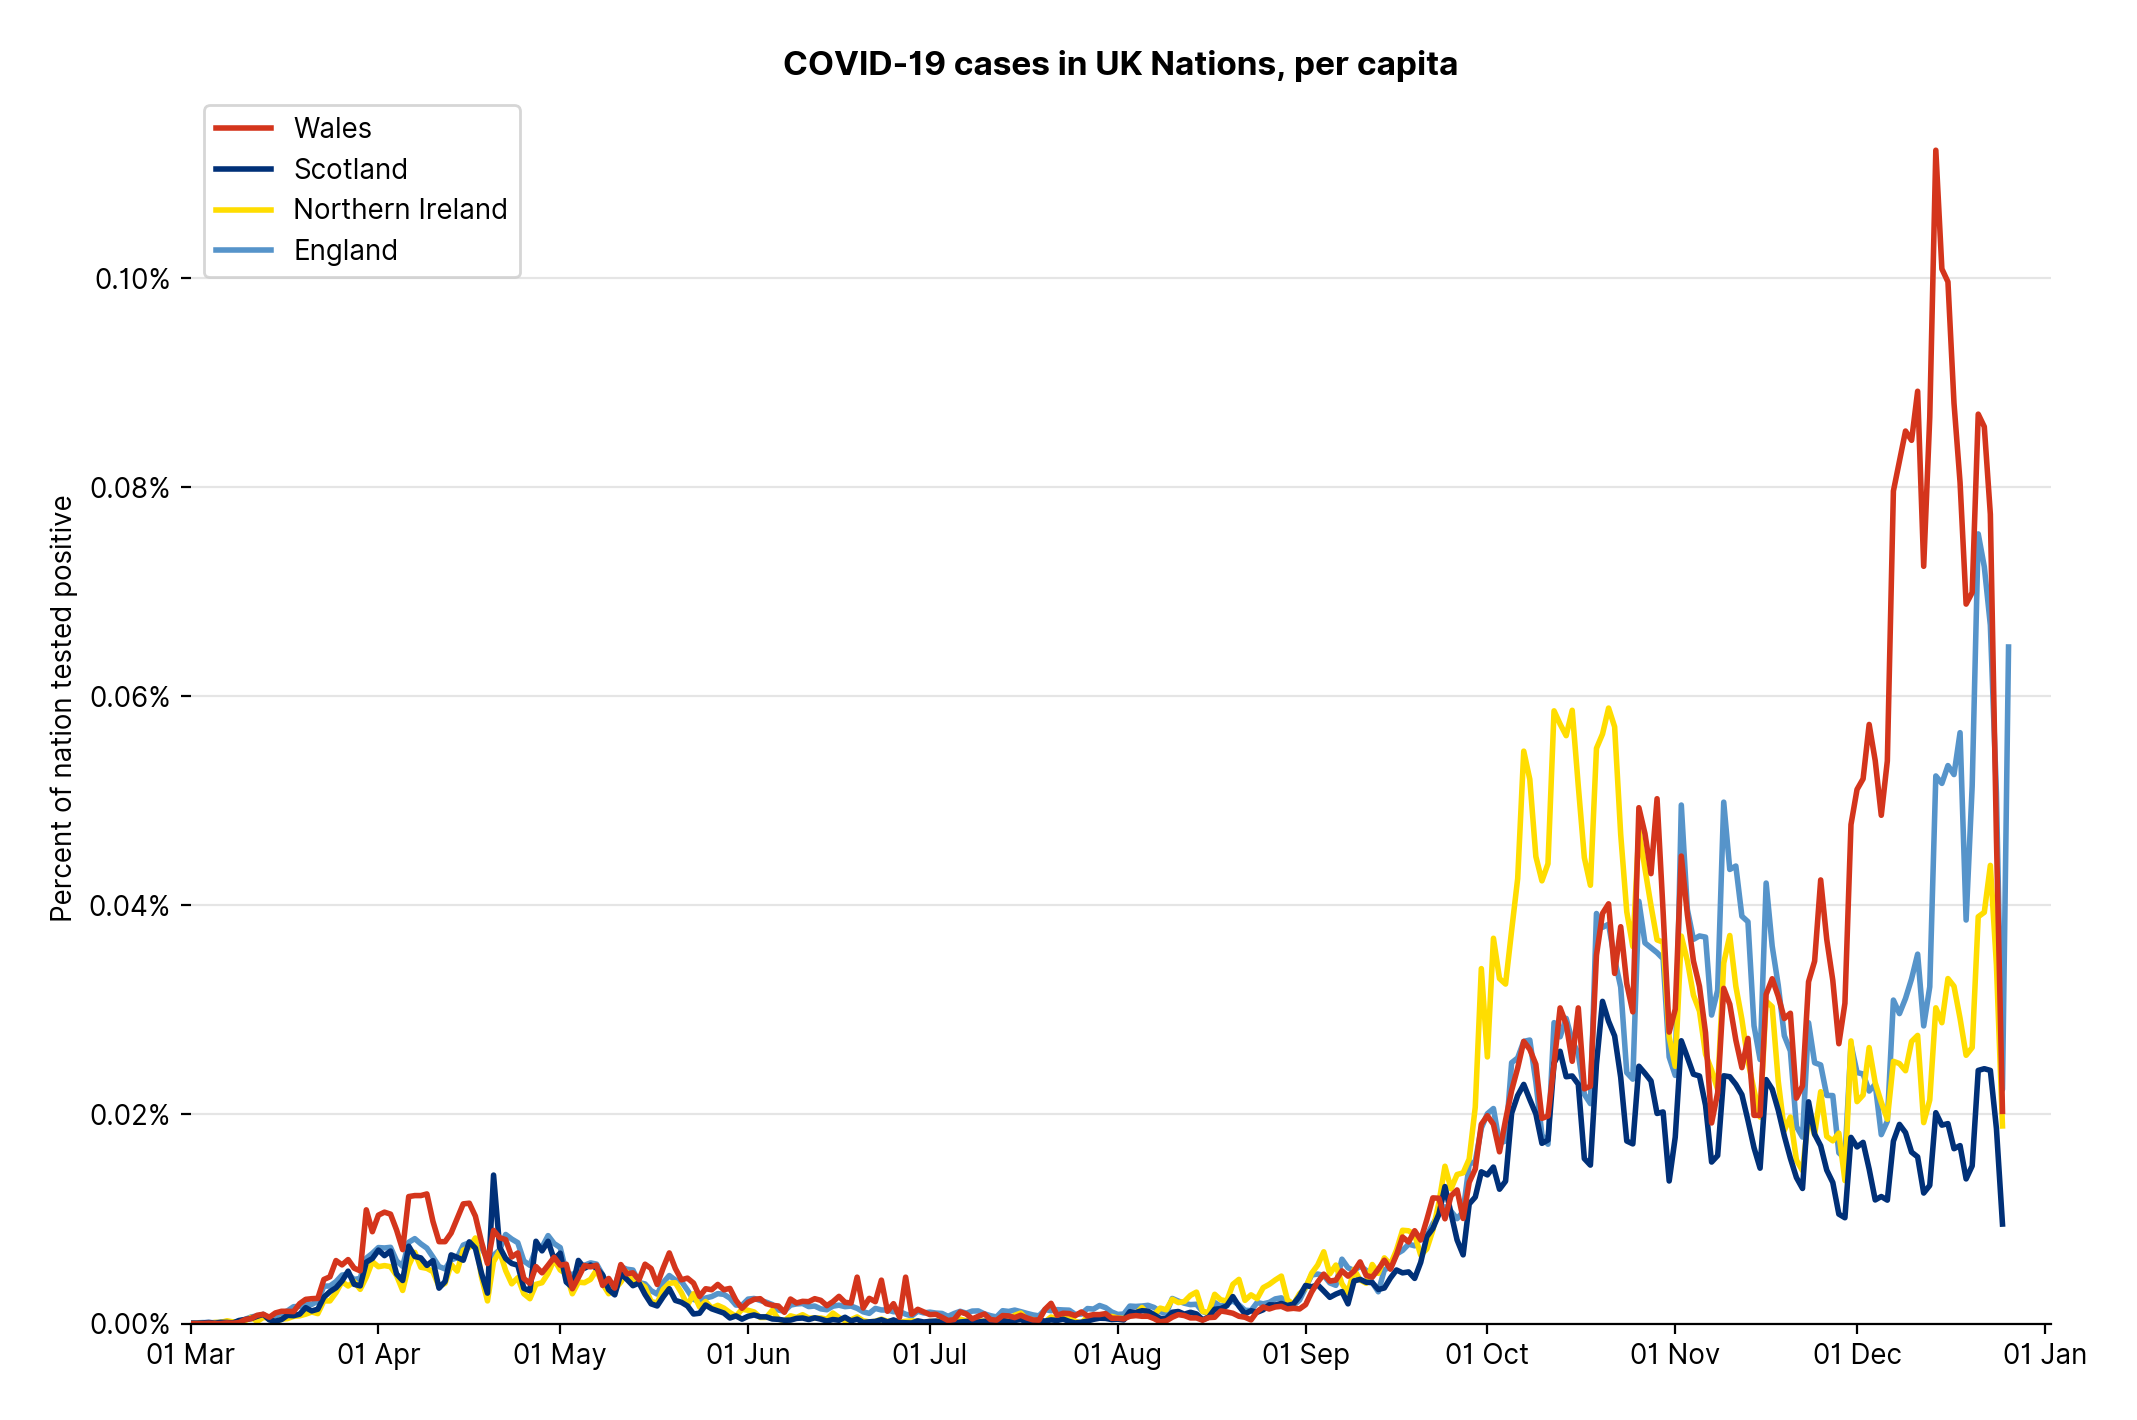 COVID-19 cases in UK Nations, per capita
Wales
Scotland
Northern Ireland
England
Percent of nation tested positive
0.10%
0.08%
0.06%
0.04%
0.02%
0.00%
01 Mar
01 Apr
01 May
01 Jun
01 Jul
01 Aug
01 Sep
01 Oct
01 Nov
01 Dec
01 Jan